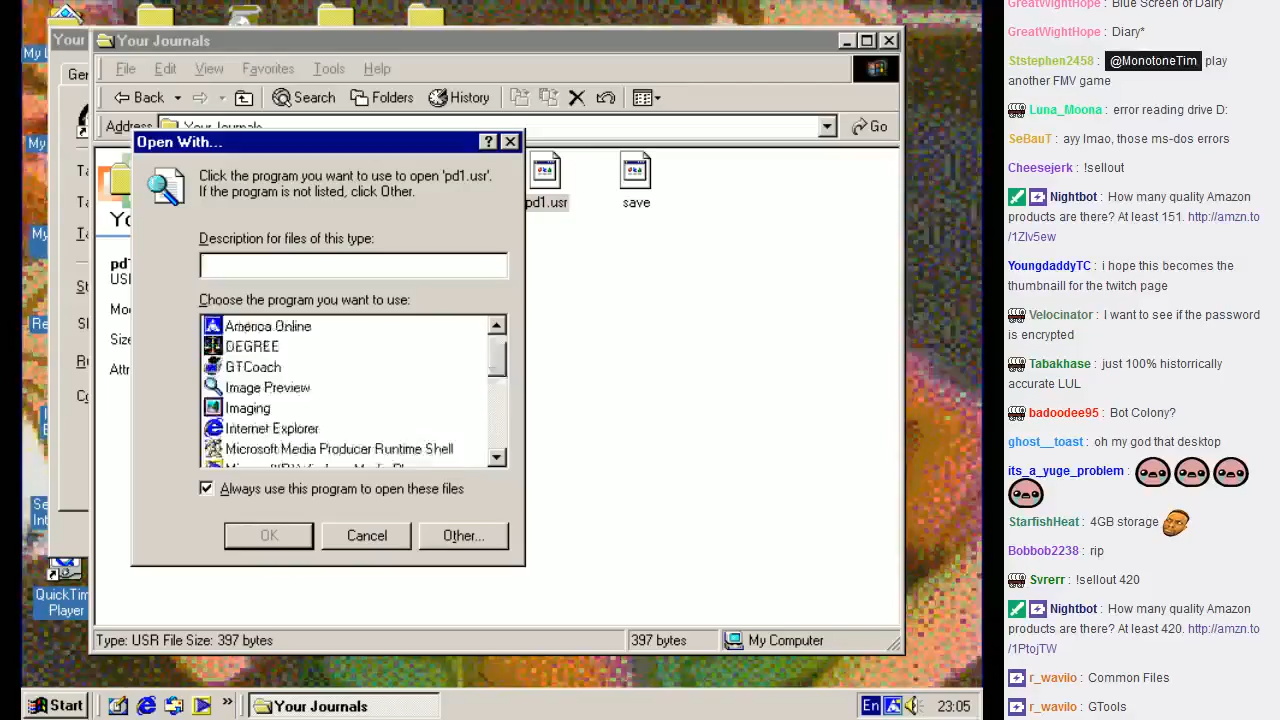 Your Journals
File Edit View Favorites Tools Help
Back Search Folders History
Address Your Journals Go
Open With...
Click the program you want to use to open 'pd1.usr'.
If the program is not listed, click Other.
Description for files of this type:
Choose the program you want to use:
America Online
DEGREE
GTCoach
Image Preview
Imaging
Internet Explorer
Microsoft Media Producer Runtime Shell
Always use this program to open these files
OK Cancel Other...
pd1.usr save
Type: USR File Size: 397 bytes 397 bytes My Computer
QuickTim
Player
Start Your Journals En 23:05
GreatWightHope : Blue Screen of Dairy
GreatWightHope : Diary*
Ststephen2458 : @MonotoneTim play
another FMV game
Luna_Moona : error reading drive D:
SeBauT : ay lmao, those ms-dos errors
Cheesejerk : !sellout
Nightbot : How many quality Amazon
products are there? At least 151. http://amzn.to
/1Zlv5ew
YoungdaddyTC : i hope this becomes the
thumbnaill for the twitch page
Velocinator : I want to see if the password
is encrypted
Tabakhase : just 100% historrically
accurate LUL
badoodee95 : Bot Colony?
ghost__toast : oh my god that desktop
its_a_yuge_problem :
StarfishHeat : 4GB storage
Bobbob2238 : rip
Svrerr : !sellout 420
Nightbot : How many quality Amazon
products are there? At least 420. http://amzn.to
/1PtojTW
r_wavilo : Common Files
r_wavilo : GTools